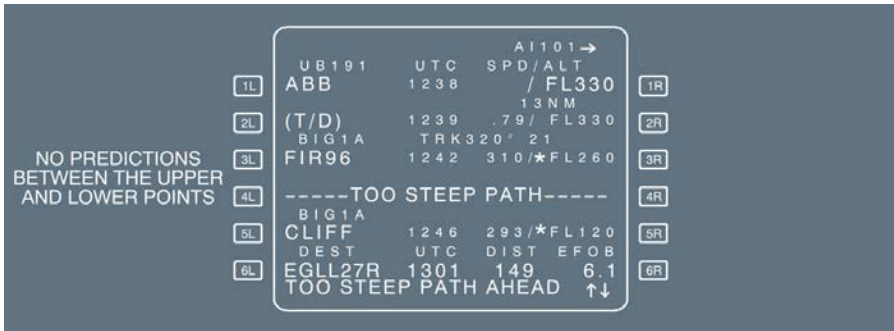 AI101→
UB191 UTC SPD/ALT
1L ABB 1238 / FL330 1R
13NM
2L (T/D) 1239 .79/ FL330 2R
BIG1A TRK320° 21
3L FIR96 1242 310/*FL260 3R
NO PREDICTIONS
BETWEEN THE UPPER
AND LOWER POINTS
4L -----TOO STEEP PATH----- 4R
BIG1A
5L CLIFF 1246 293/*FL120 5R
DEST UTC DIST EFOB
6L EGLL27R 1301 149 6.1 6R
TOO STEEP PATH AHEAD ↑↓